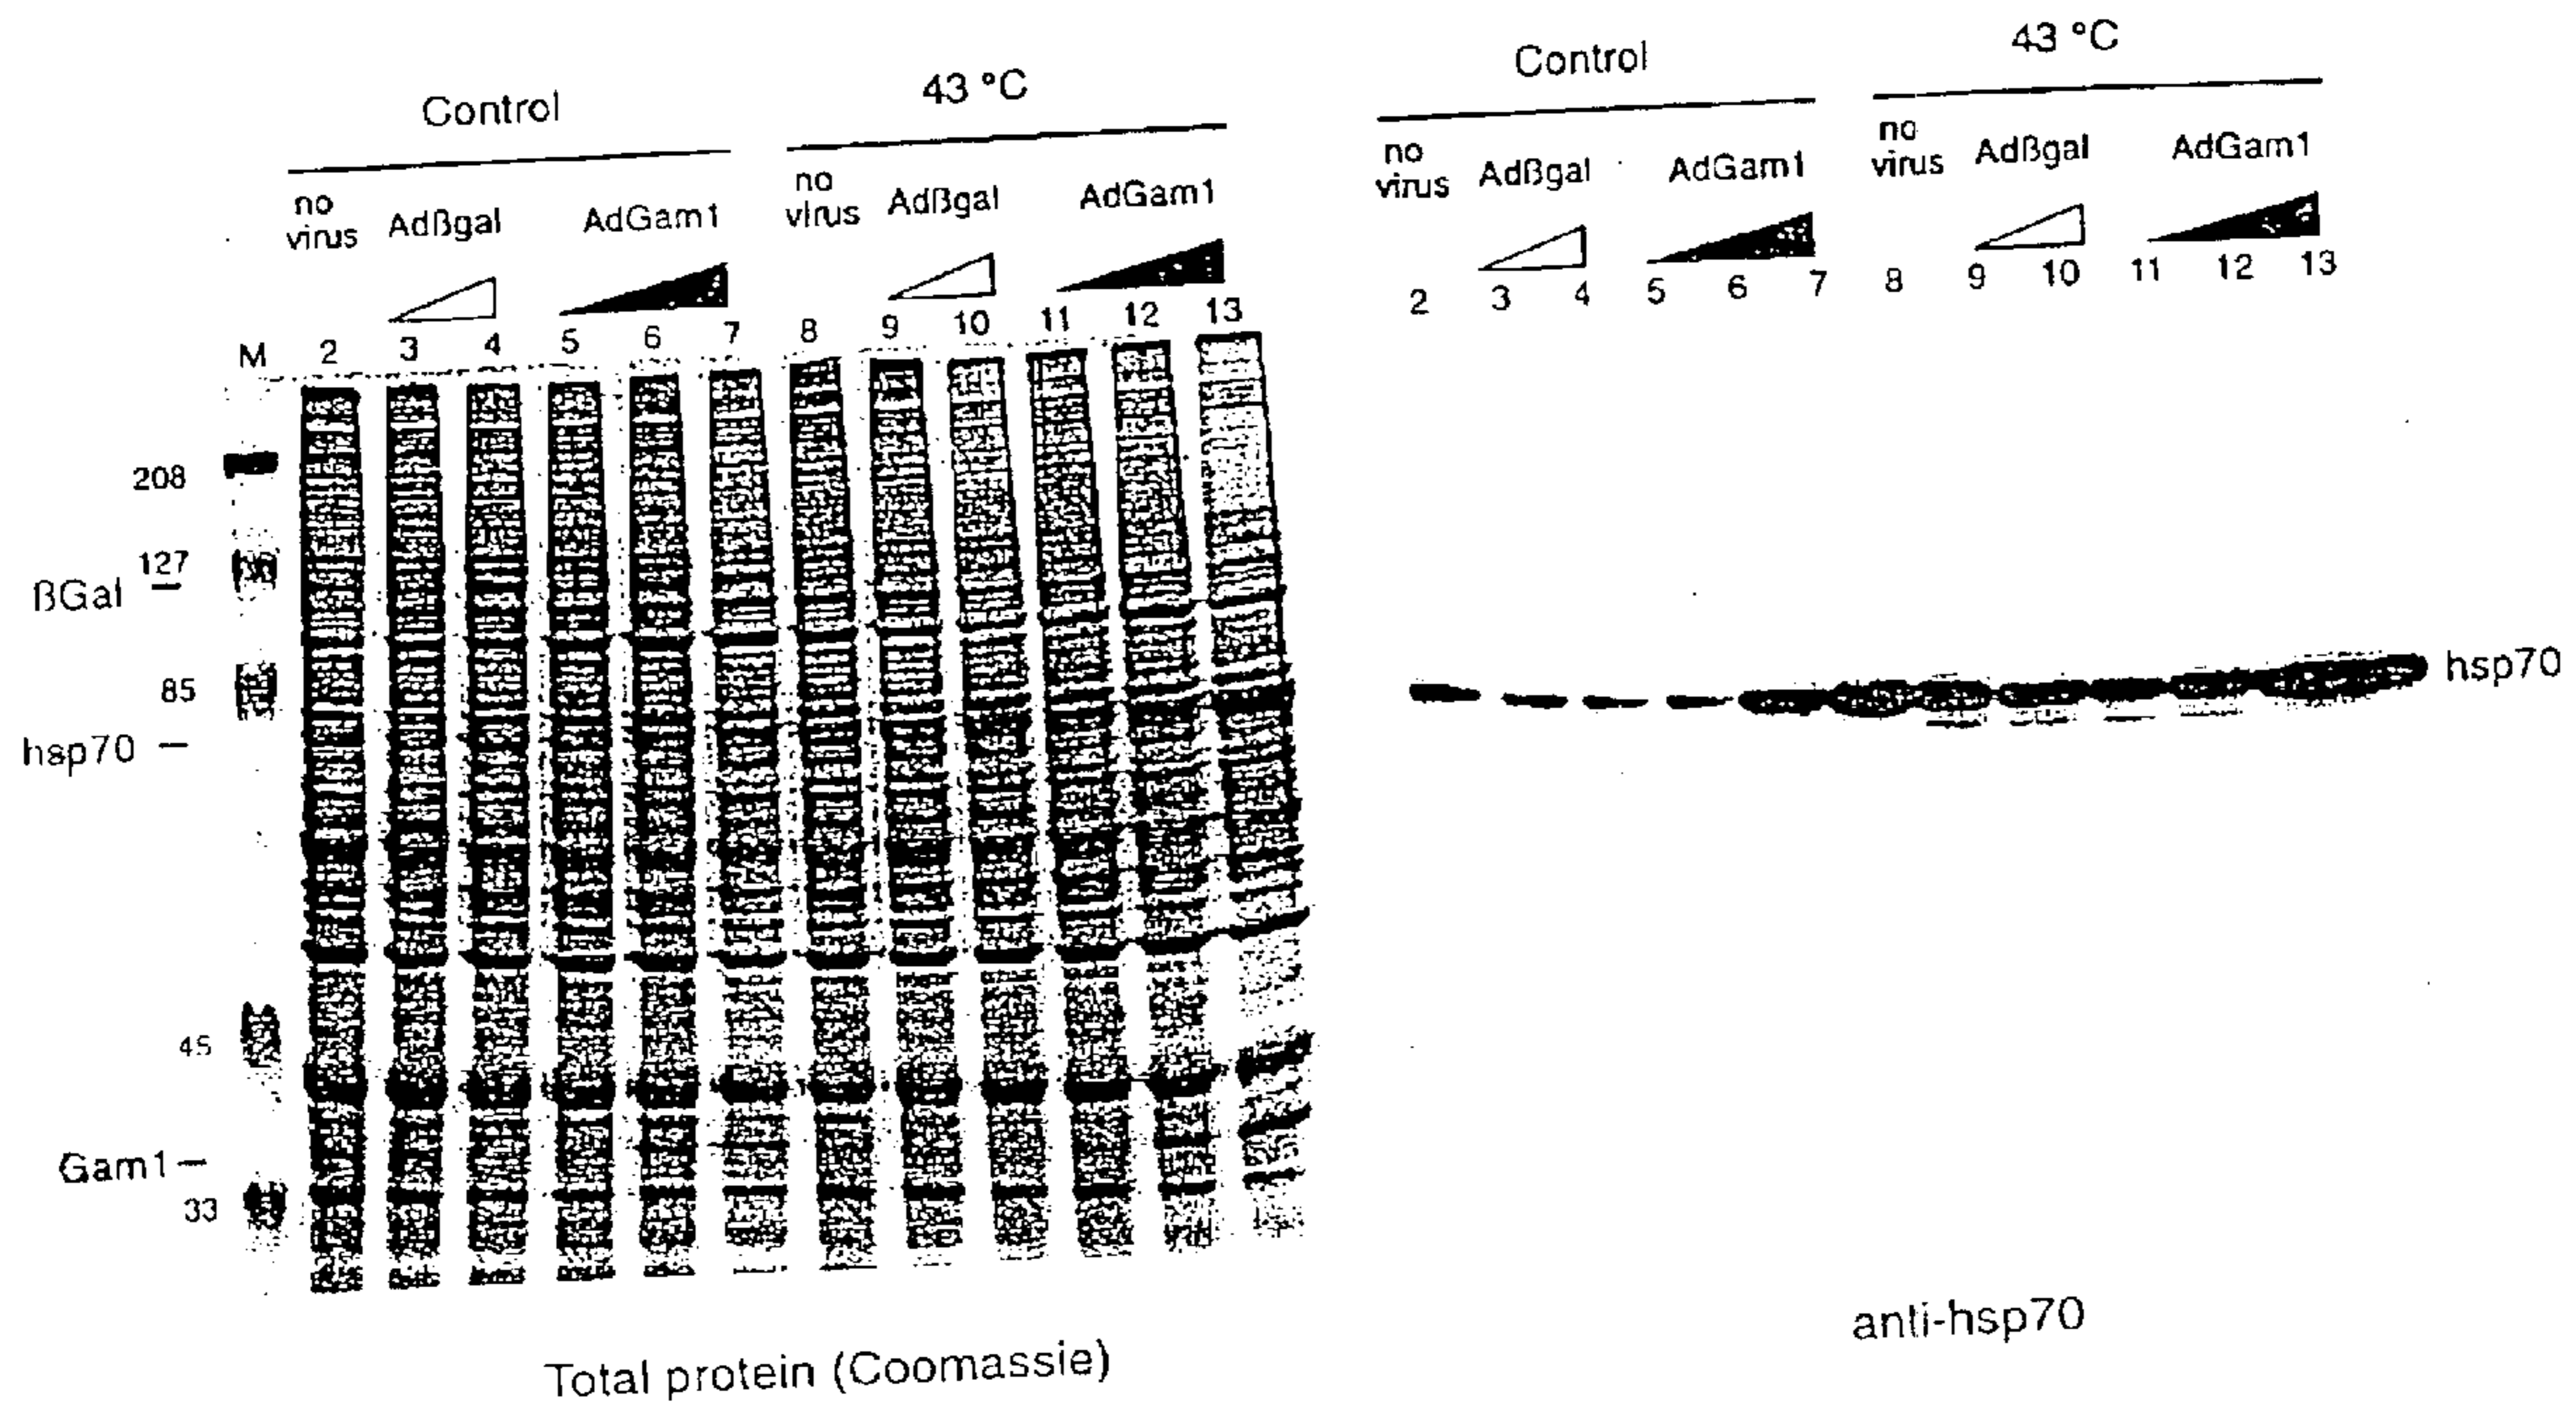 Control
43 °C
no
virus
AdßgaI
AdGam1
no
virus
Adßgal
AdGam1
M 2 3 4 5 6 7 8 9 10 11 12 13
208
127
ßGal –
85
hsp70 –
45
Gam1–
33
Total protein (Coomassie)
Control
43 °C
no
virus
Adßgal
AdGam1
no
virus
Adßgal
AdGam1
2 3 4 5 6 7 8 9 10 11 12 13
hsp70
anti-hsp70